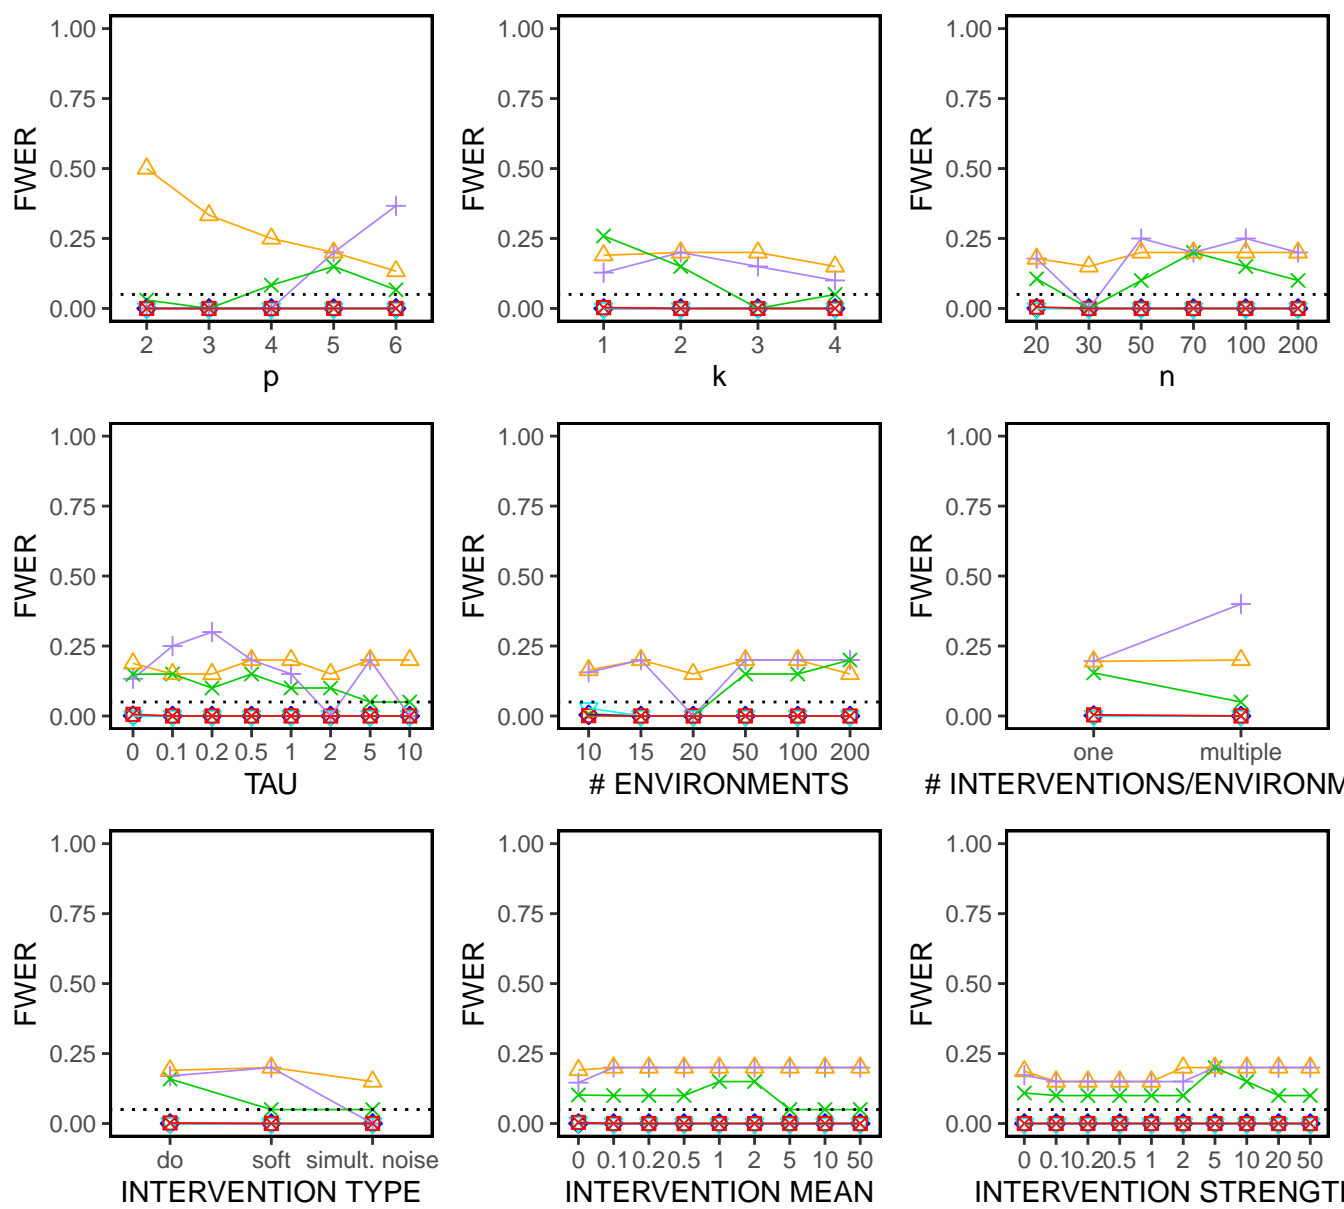 1.00
0.75
0.50
0.25
0.00
FWER
2 3 4 5 6
p
1.00
0.75
0.50
0.25
0.00
FWER
1 2 3 4
k
1.00
0.75
0.50
0.25
0.00
FWER
20 30 50 70 100 200
n
1.00
0.75
0.50
0.25
0.00
FWER
0 0.1 0.2 0.5 1 2 5 10
TAU
1.00
0.75
0.50
0.25
0.00
FWER
10 15 20 50 100 200
# ENVIRONMENTS
1.00
0.75
0.50
0.25
0.00
FWER
one multiple
# INTERVENTIONS/ENVIRONM
1.00
0.75
0.50
0.25
0.00
FWER
do soft simult. noise
INTERVENTION TYPE
1.00
0.75
0.50
0.25
0.00
FWER
0 0.1 0.2 0.5 1 2 5 10 50
INTERVENTION MEAN
1.00
0.75
0.50
0.25
0.00
FWER
0 0.1 0.2 0.5 1 2 5 10 20 50
INTERVENTION STRENGT